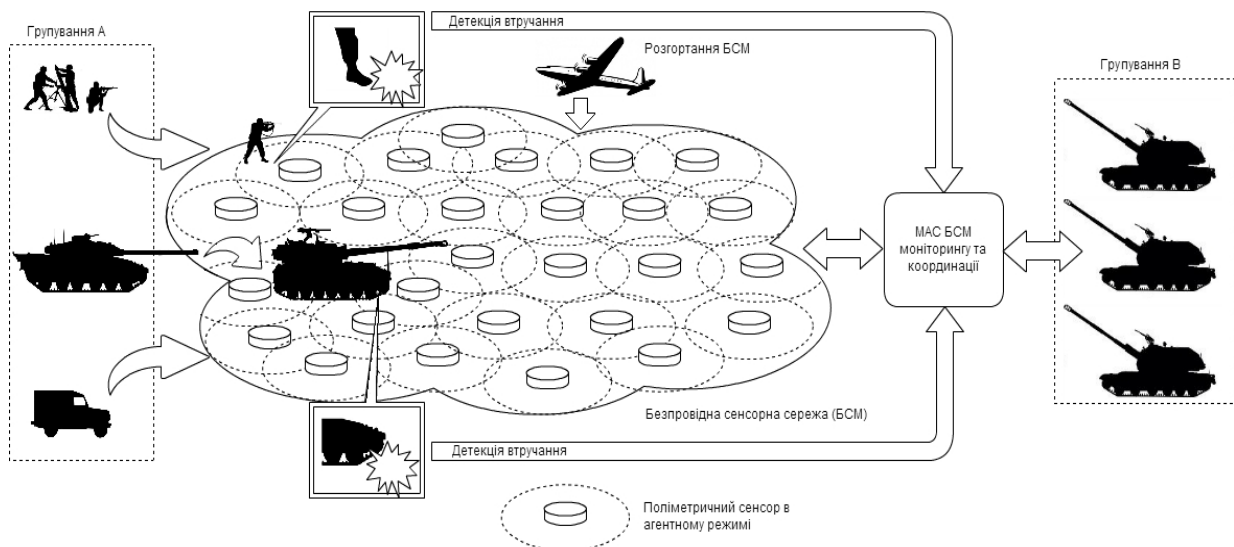 Групування А
Детекція втручання
Розгортання БСМ
Групування В
МАС БСМ
моніторингу та
координації
Безпровідна сенсорна сережа (БСМ)
Детекція втручання
Поліметричний сенсор в
агентному режимі